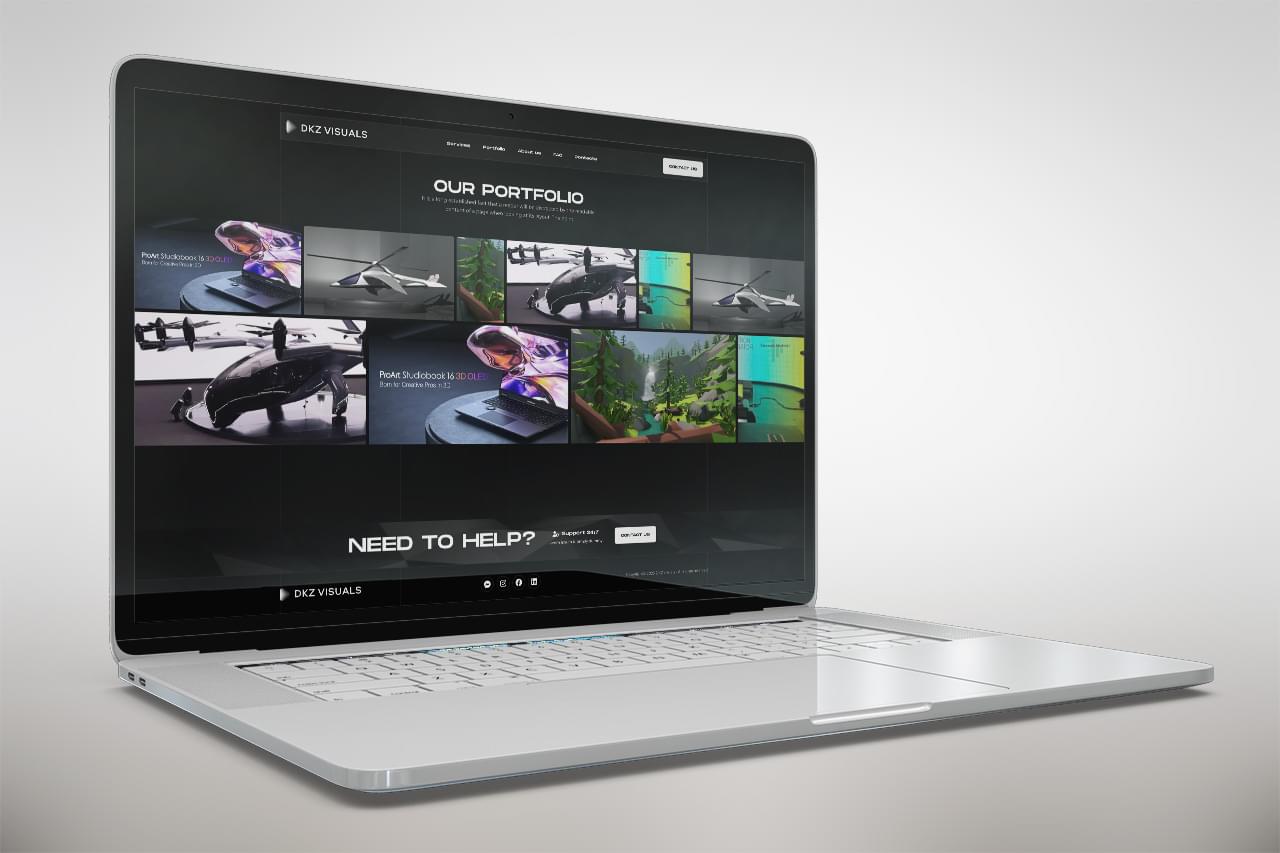 DKZ VISUALS
Services Portfolio About us FAQ Contacts
CONTACT US
OUR PORTFOLIO
It is a long established fact that a reader will be distracted by the readable
content of a page when looking at its layout. The point
ProArt Studiobook 16 3D OLED
Born for Creative Pros in 3D
ProArt Studiobook 16 3D OLED
Born for Creative Pros in 3D
NEED TO HELP?
Support 24/7
CONTACT US
DKZ VISUALS